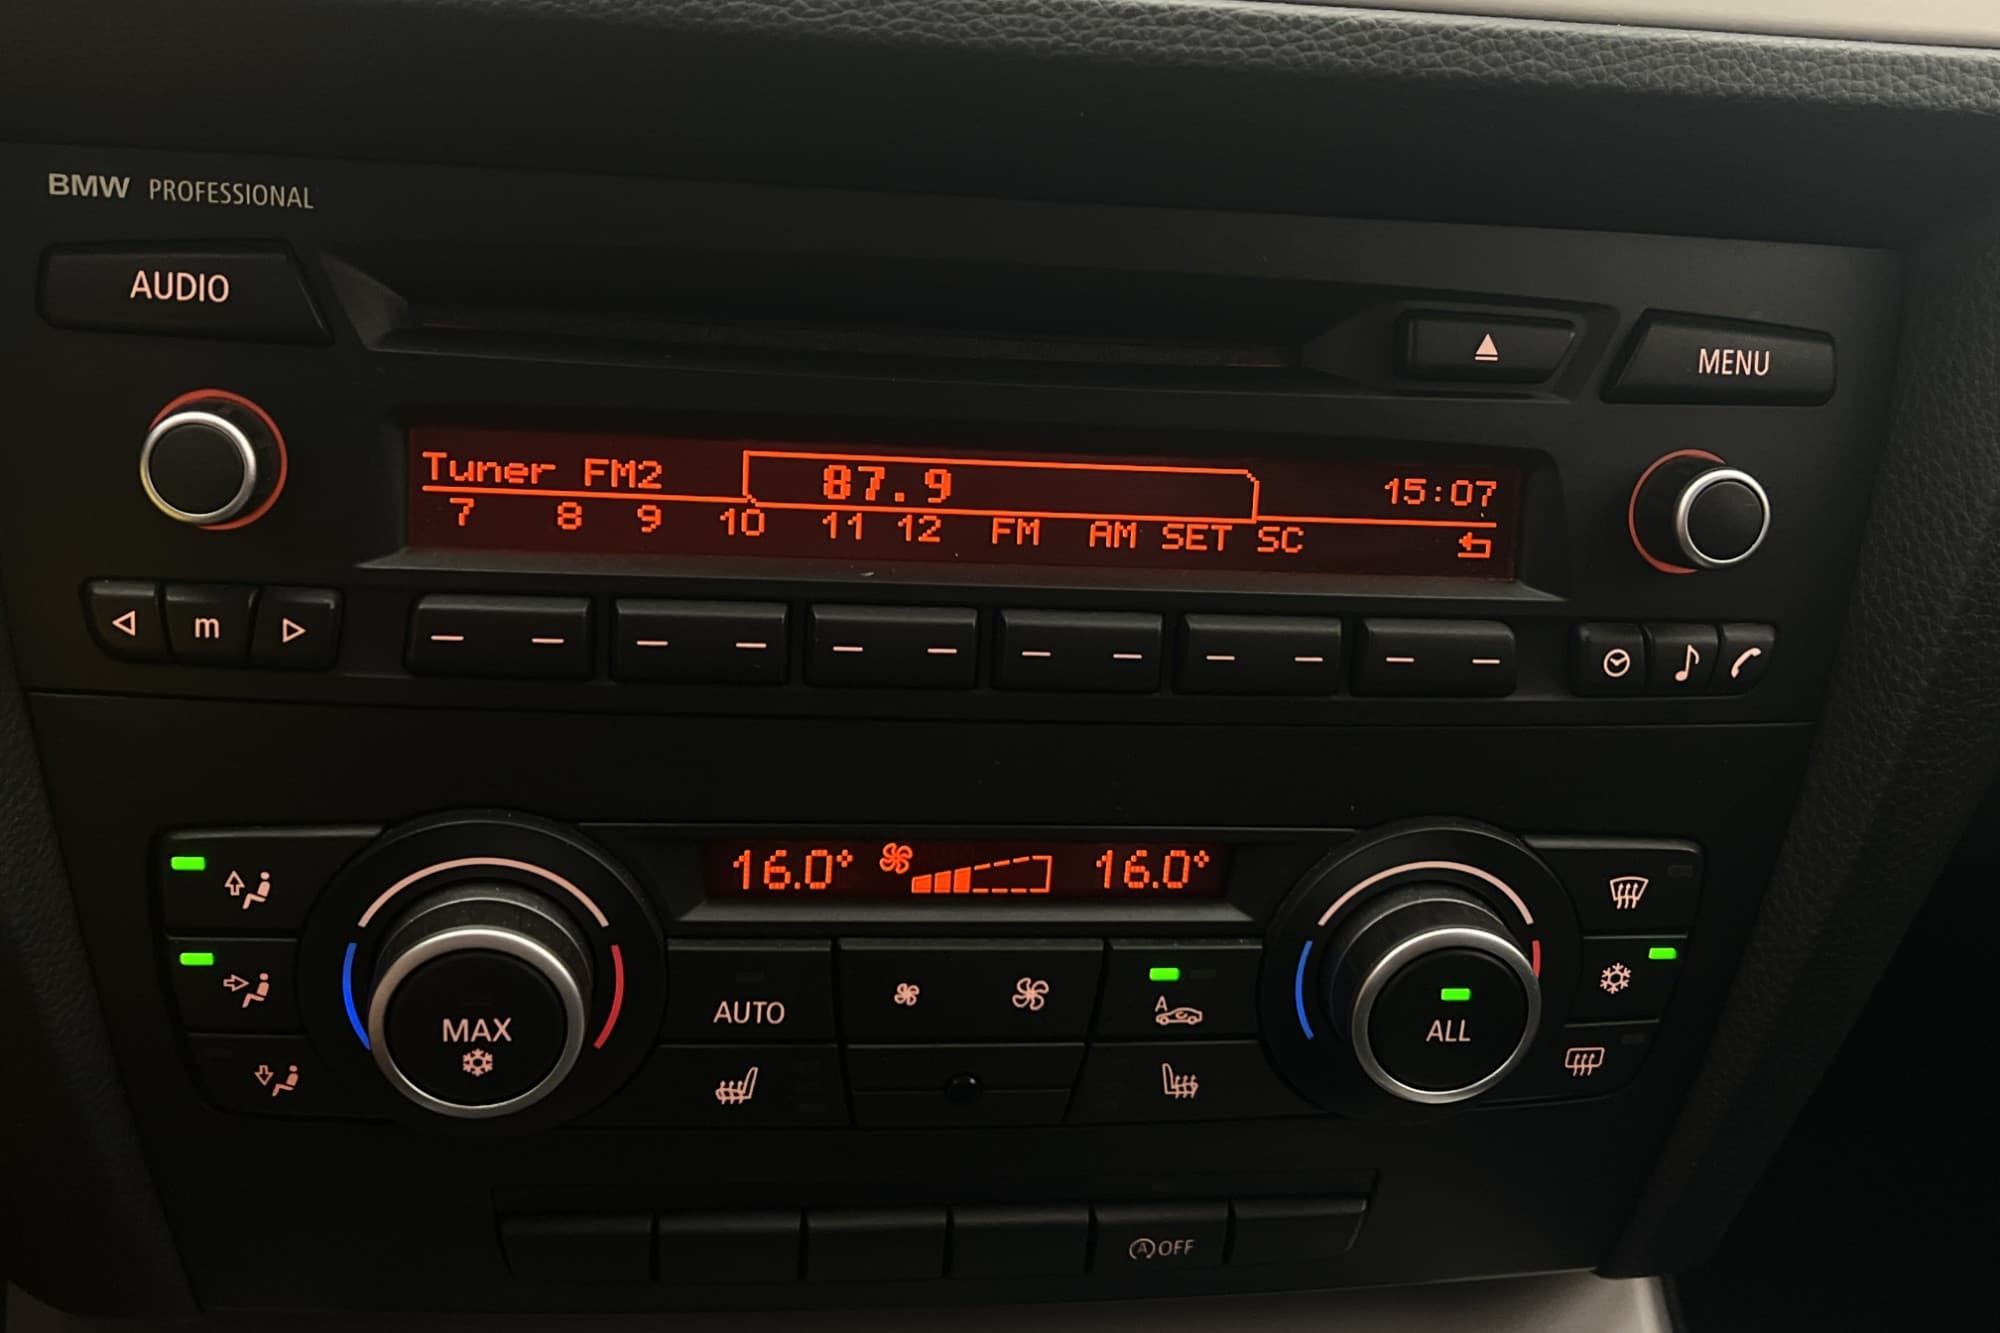 BMW PROFESSIONAL
AUDIO
MENU
Tuner FM2 87.9 15:07
7 8 9 10 11 12 FM AM SET SC
m
16.0° 16.0°
AUTO
A
MAX
ALL
A OFF